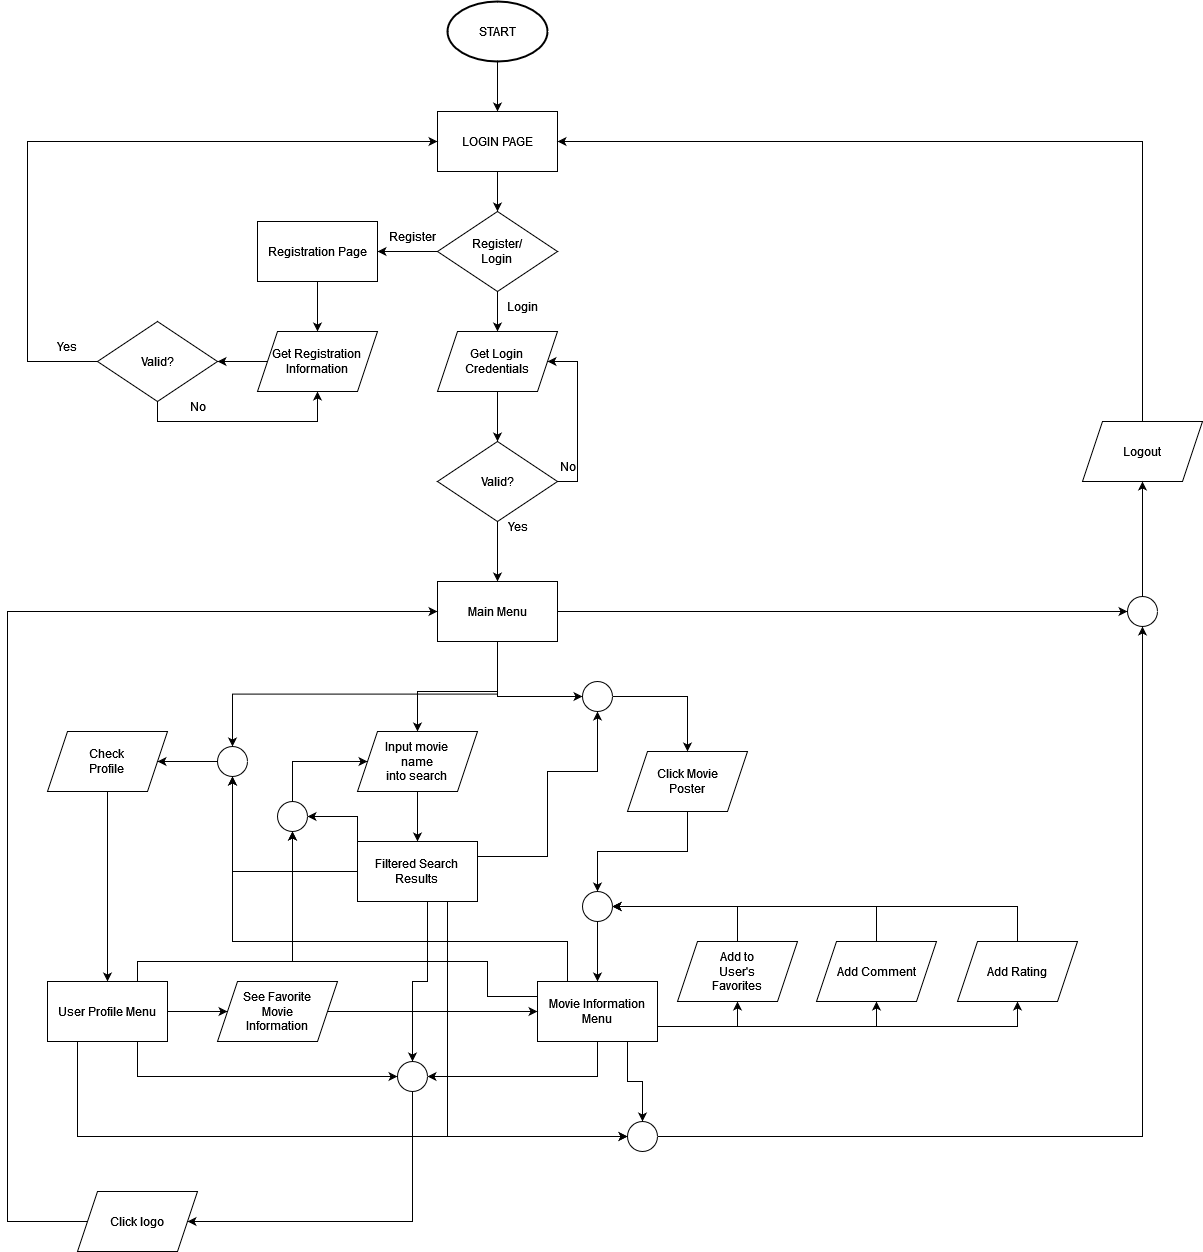 START
LOGIN PAGE
Register
Register/
Login
Registration Page
Login
Yes
Valid?
Get Registration
Information
Get Login
Credentials
No
Logout
No
Valid?
Yes
Main Menu
Check
Profile
Input movie
name
into search
Click Movie
Poster
Filtered Search
Results
Add to
User's
Favorites
Add Comment
Add Rating
User Profile Menu
See Favorite
Movie
Information
Movie Information
Menu
Click logo